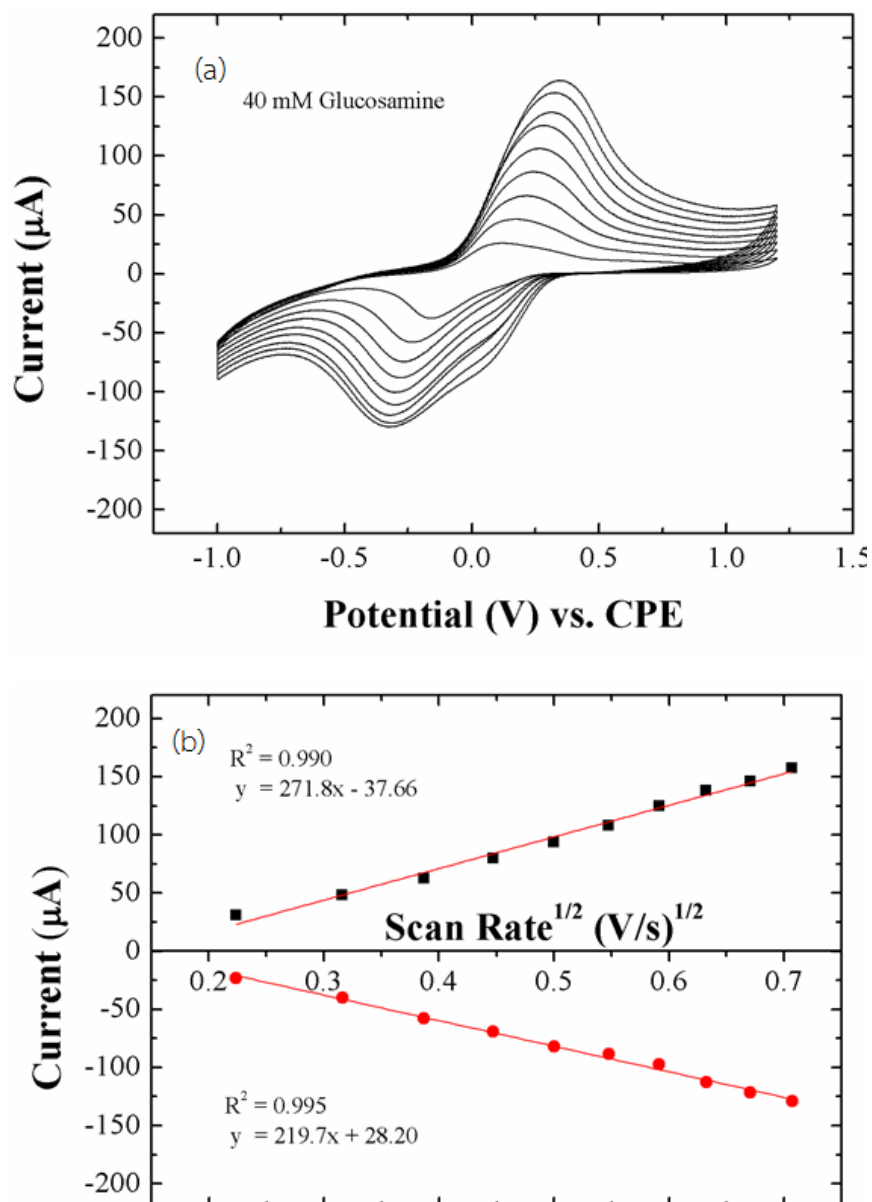 200
(a)
150
40 mM Glucosamine
100
50
0
-50
-100
-150
-200
Current (µA)
-1.0 -0.5 0.0 0.5 1.0 1.5
Potential (V) vs. CPE
200
(b)
R² = 0.990
150
y = 271.8x - 37.66
100
50
Scan Rate^1/2 (V/s)^1/2
0
0.2 0.3 0.4 0.5 0.6 0.7
-50
-100
R² = 0.995
y = 219.7x + 28.20
-150
-200
Current (µA)